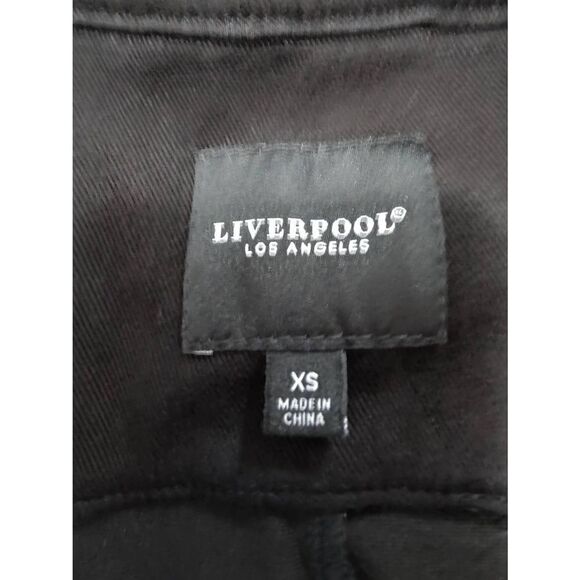 LIVERPOOL®
LOS ANGELES
XS
MADE IN
CHINA